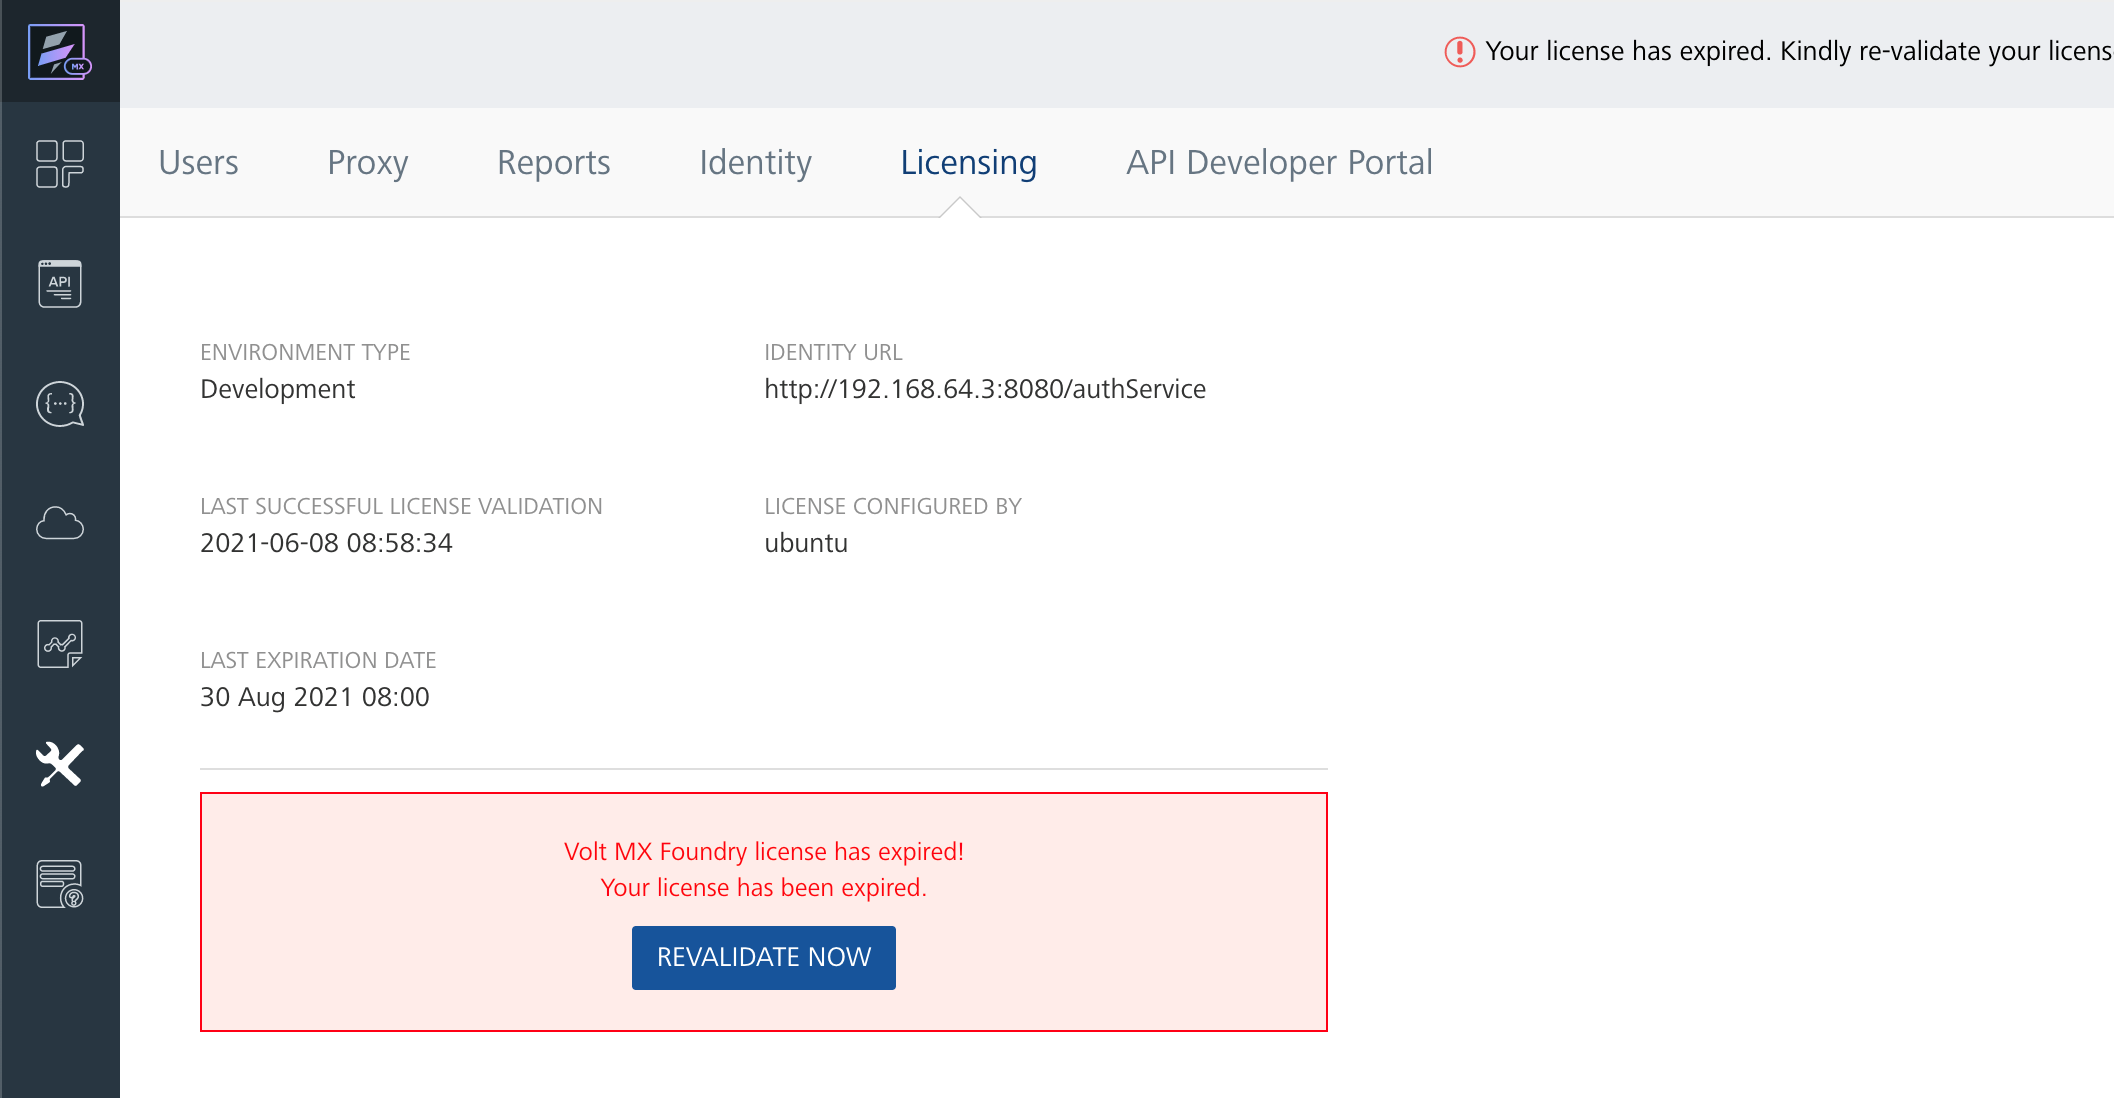 MX
Your license has expired. Kindly re-validate your licens
Users Proxy Reports Identity Licensing API Developer Portal
API
{...}
ENVIRONMENT TYPE
Development
IDENTITY URL
http://192.168.64.3:8080/authService
LAST SUCCESSFUL LICENSE VALIDATION
2021-06-08 08:58:34
LICENSE CONFIGURED BY
ubuntu
LAST EXPIRATION DATE
30 Aug 2021 08:00
Volt MX Foundry license has expired!
Your license has been expired.
REVALIDATE NOW
?